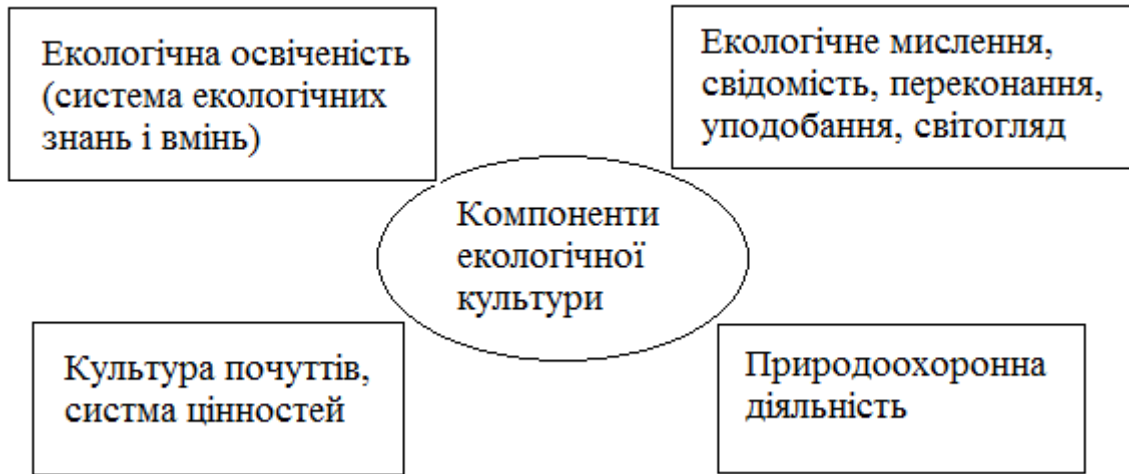 Екологічна освіченість
(система екологічних
знань і вмінь)
Екологічне мислення,
свідомість, переконання,
уподобання, світогляд
Компоненти
екологічної
культури
Культура почуттів,
систма цінностей
Природоохоронна
діяльність